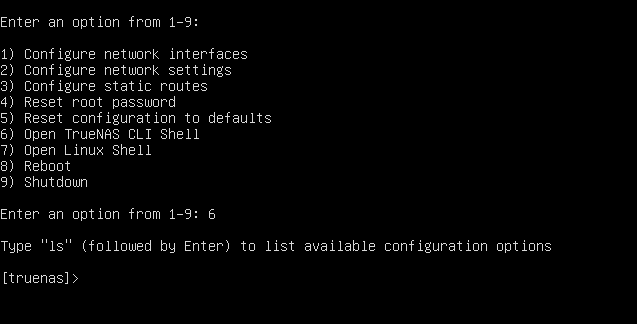 Enter an option from 1-9:
1) Configure network interfaces
2) Configure network settings
3) Configure static routes
4) Reset root password
5) Reset configuration to defaults
6) Open TrueNAS CLI Shell
7) Open Linux Shell
8) Reboot
9) Shutdown
Enter an option from 1-9: 6
Type "ls" (followed by Enter) to list available configuration options
[truenas]>